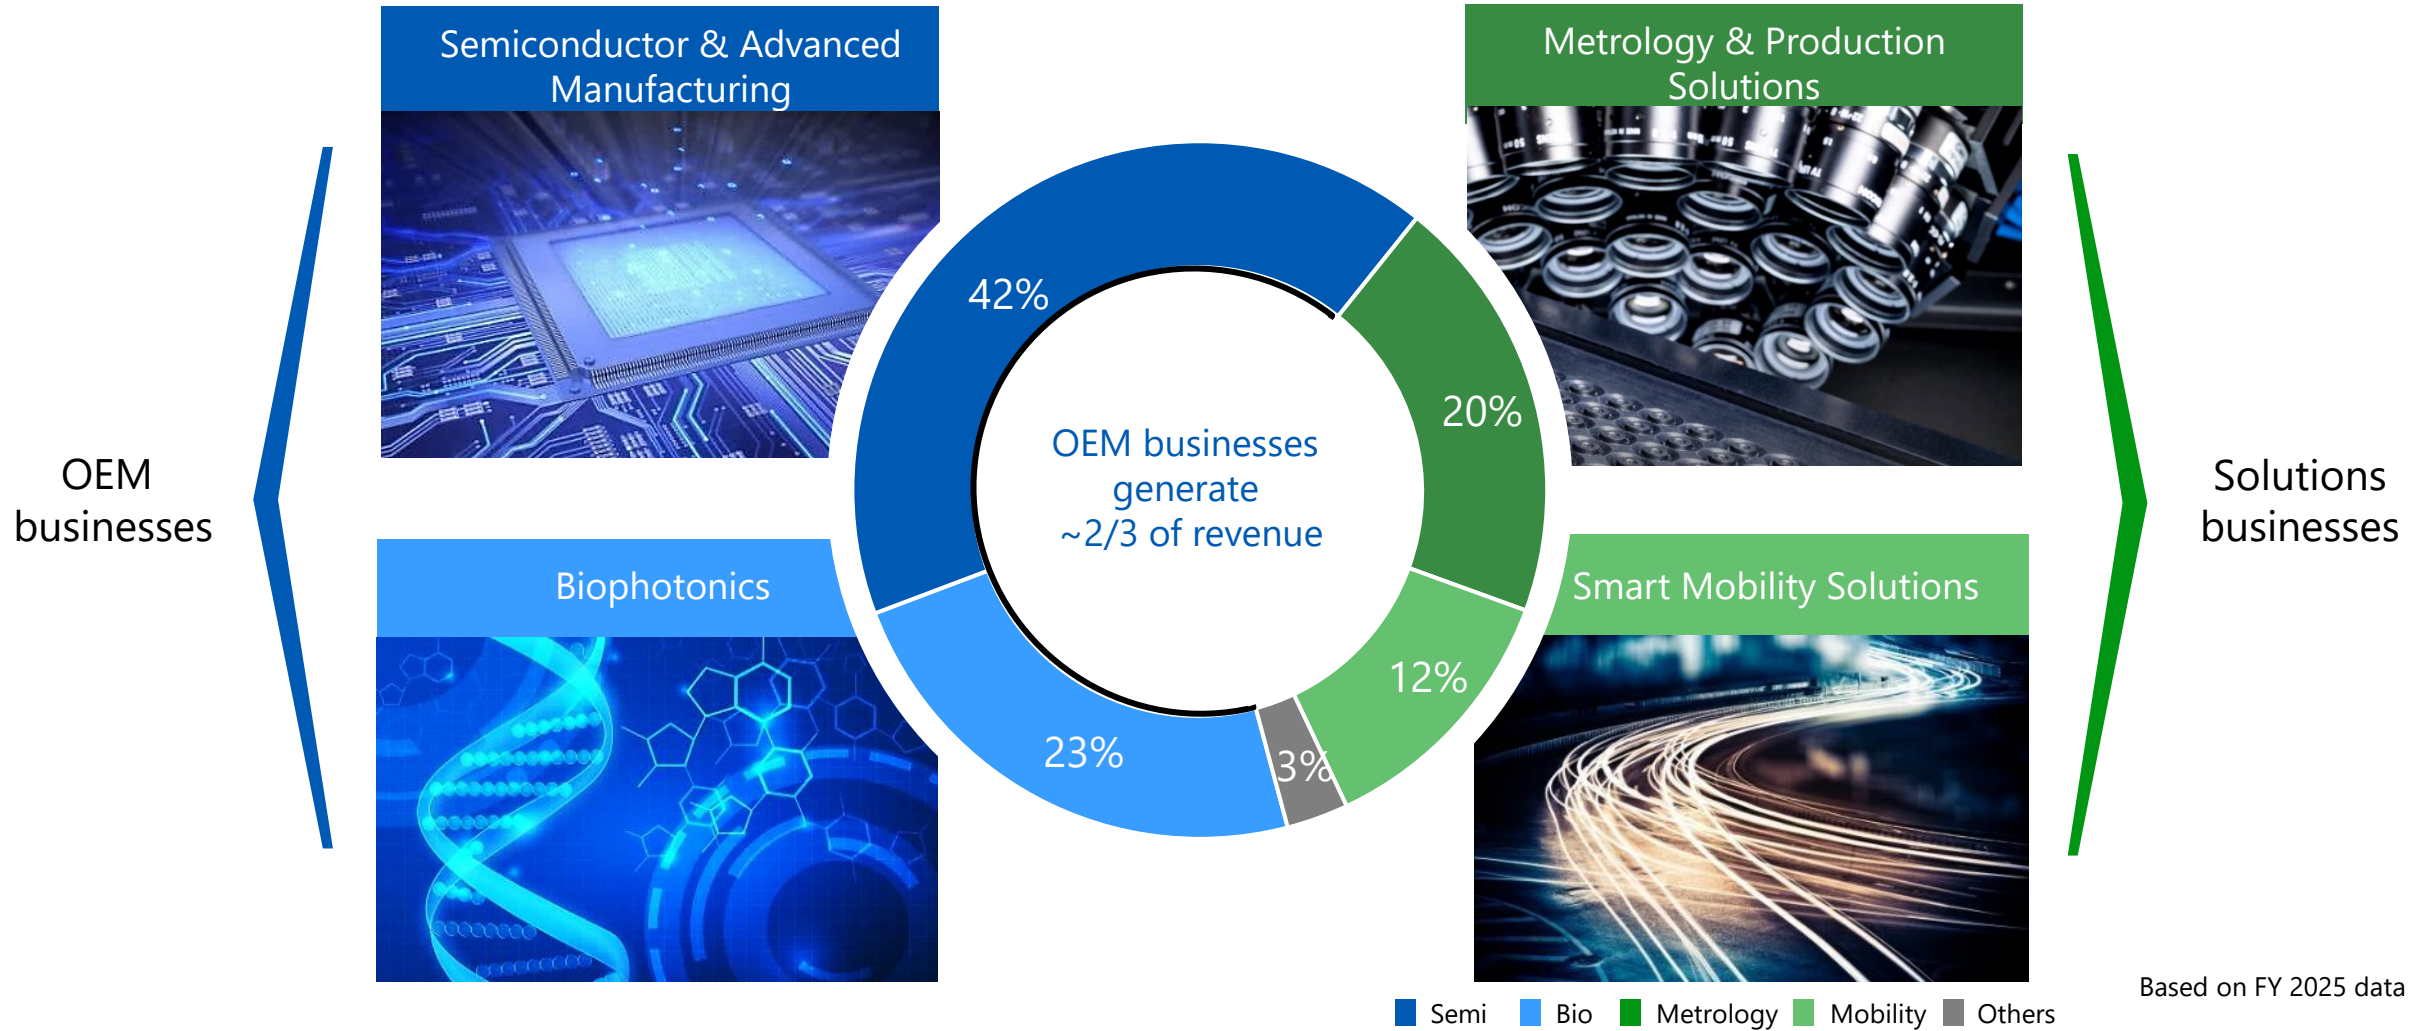 Semiconductor & Advanced
Manufacturing
Metrology & Production
Solutions
42%
20%
OEM businesses
generate
~2/3 of revenue
OEM
businesses
Solutions
businesses
Biophotonics
Smart Mobility Solutions
12%
23%
3%
Based on FY 2025 data
Semi
Bio
Metrology
Mobility
Others